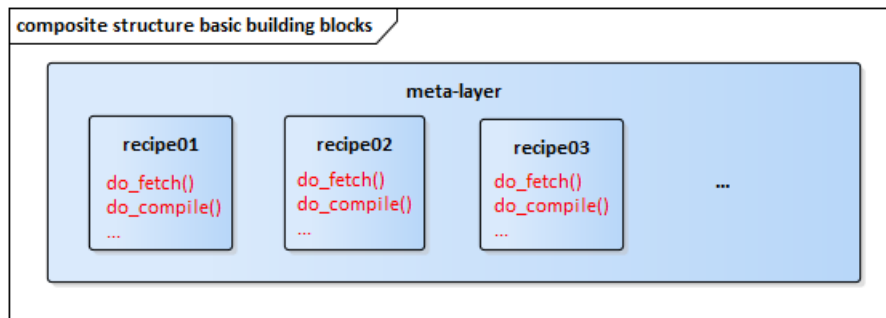 composite structure basic building blocks
meta-layer
recipe01
do_fetch()
do_compile()
...
recipe02
do_fetch()
do_compile()
...
recipe03
do_fetch()
do_compile()
...
...